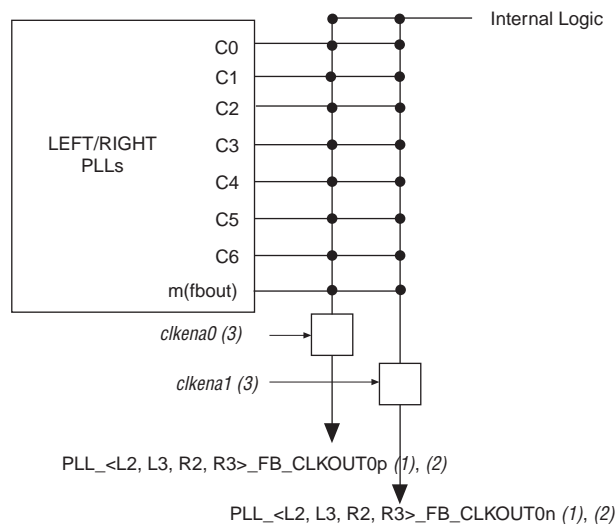 Internal Logic
C0
C1
C2
LEFT/RIGHT
PLLs
C3
C4
C5
C6
m(fbout)
clkena0 (3)
clkena1 (3)
PLL_<L2, L3, R2, R3>_FB_CLKOUT0p (1), (2)
PLL_<L2, L3, R2, R3>_FB_CLKOUT0n (1), (2)